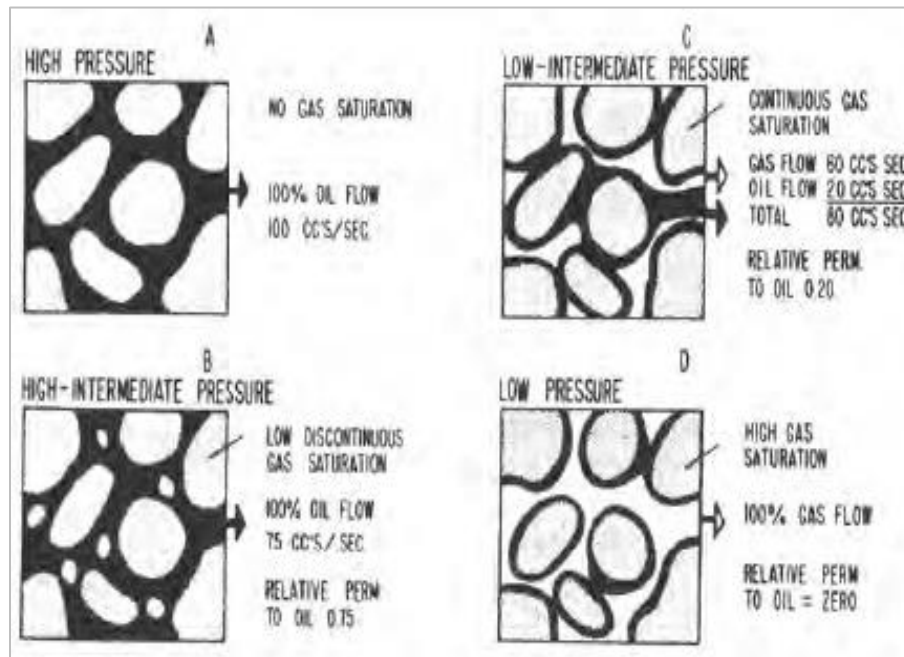 A
HIGH PRESSURE
NO GAS SATURATION
100% OIL FLOW
100 CC'S/SEC.
B
HIGH-INTERMEDIATE PRESSURE
LOW DISCONTINUOUS
GAS SATURATION
100% OIL FLOW
75 CC'S/SEC.
RELATIVE PERM
TO OIL 0.75
C
LOW-INTERMEDIATE PRESSURE
CONTINUOUS GAS
SATURATION
GAS FLOW 60 CC'S SEC
OIL FLOW 20 CC'S SEC
TOTAL 80 CC'S SEC
RELATIVE PERM.
TO OIL 0.20
D
LOW PRESSURE
HIGH GAS
SATURATION
100% GAS FLOW
RELATIVE PERM
TO OIL = ZERO